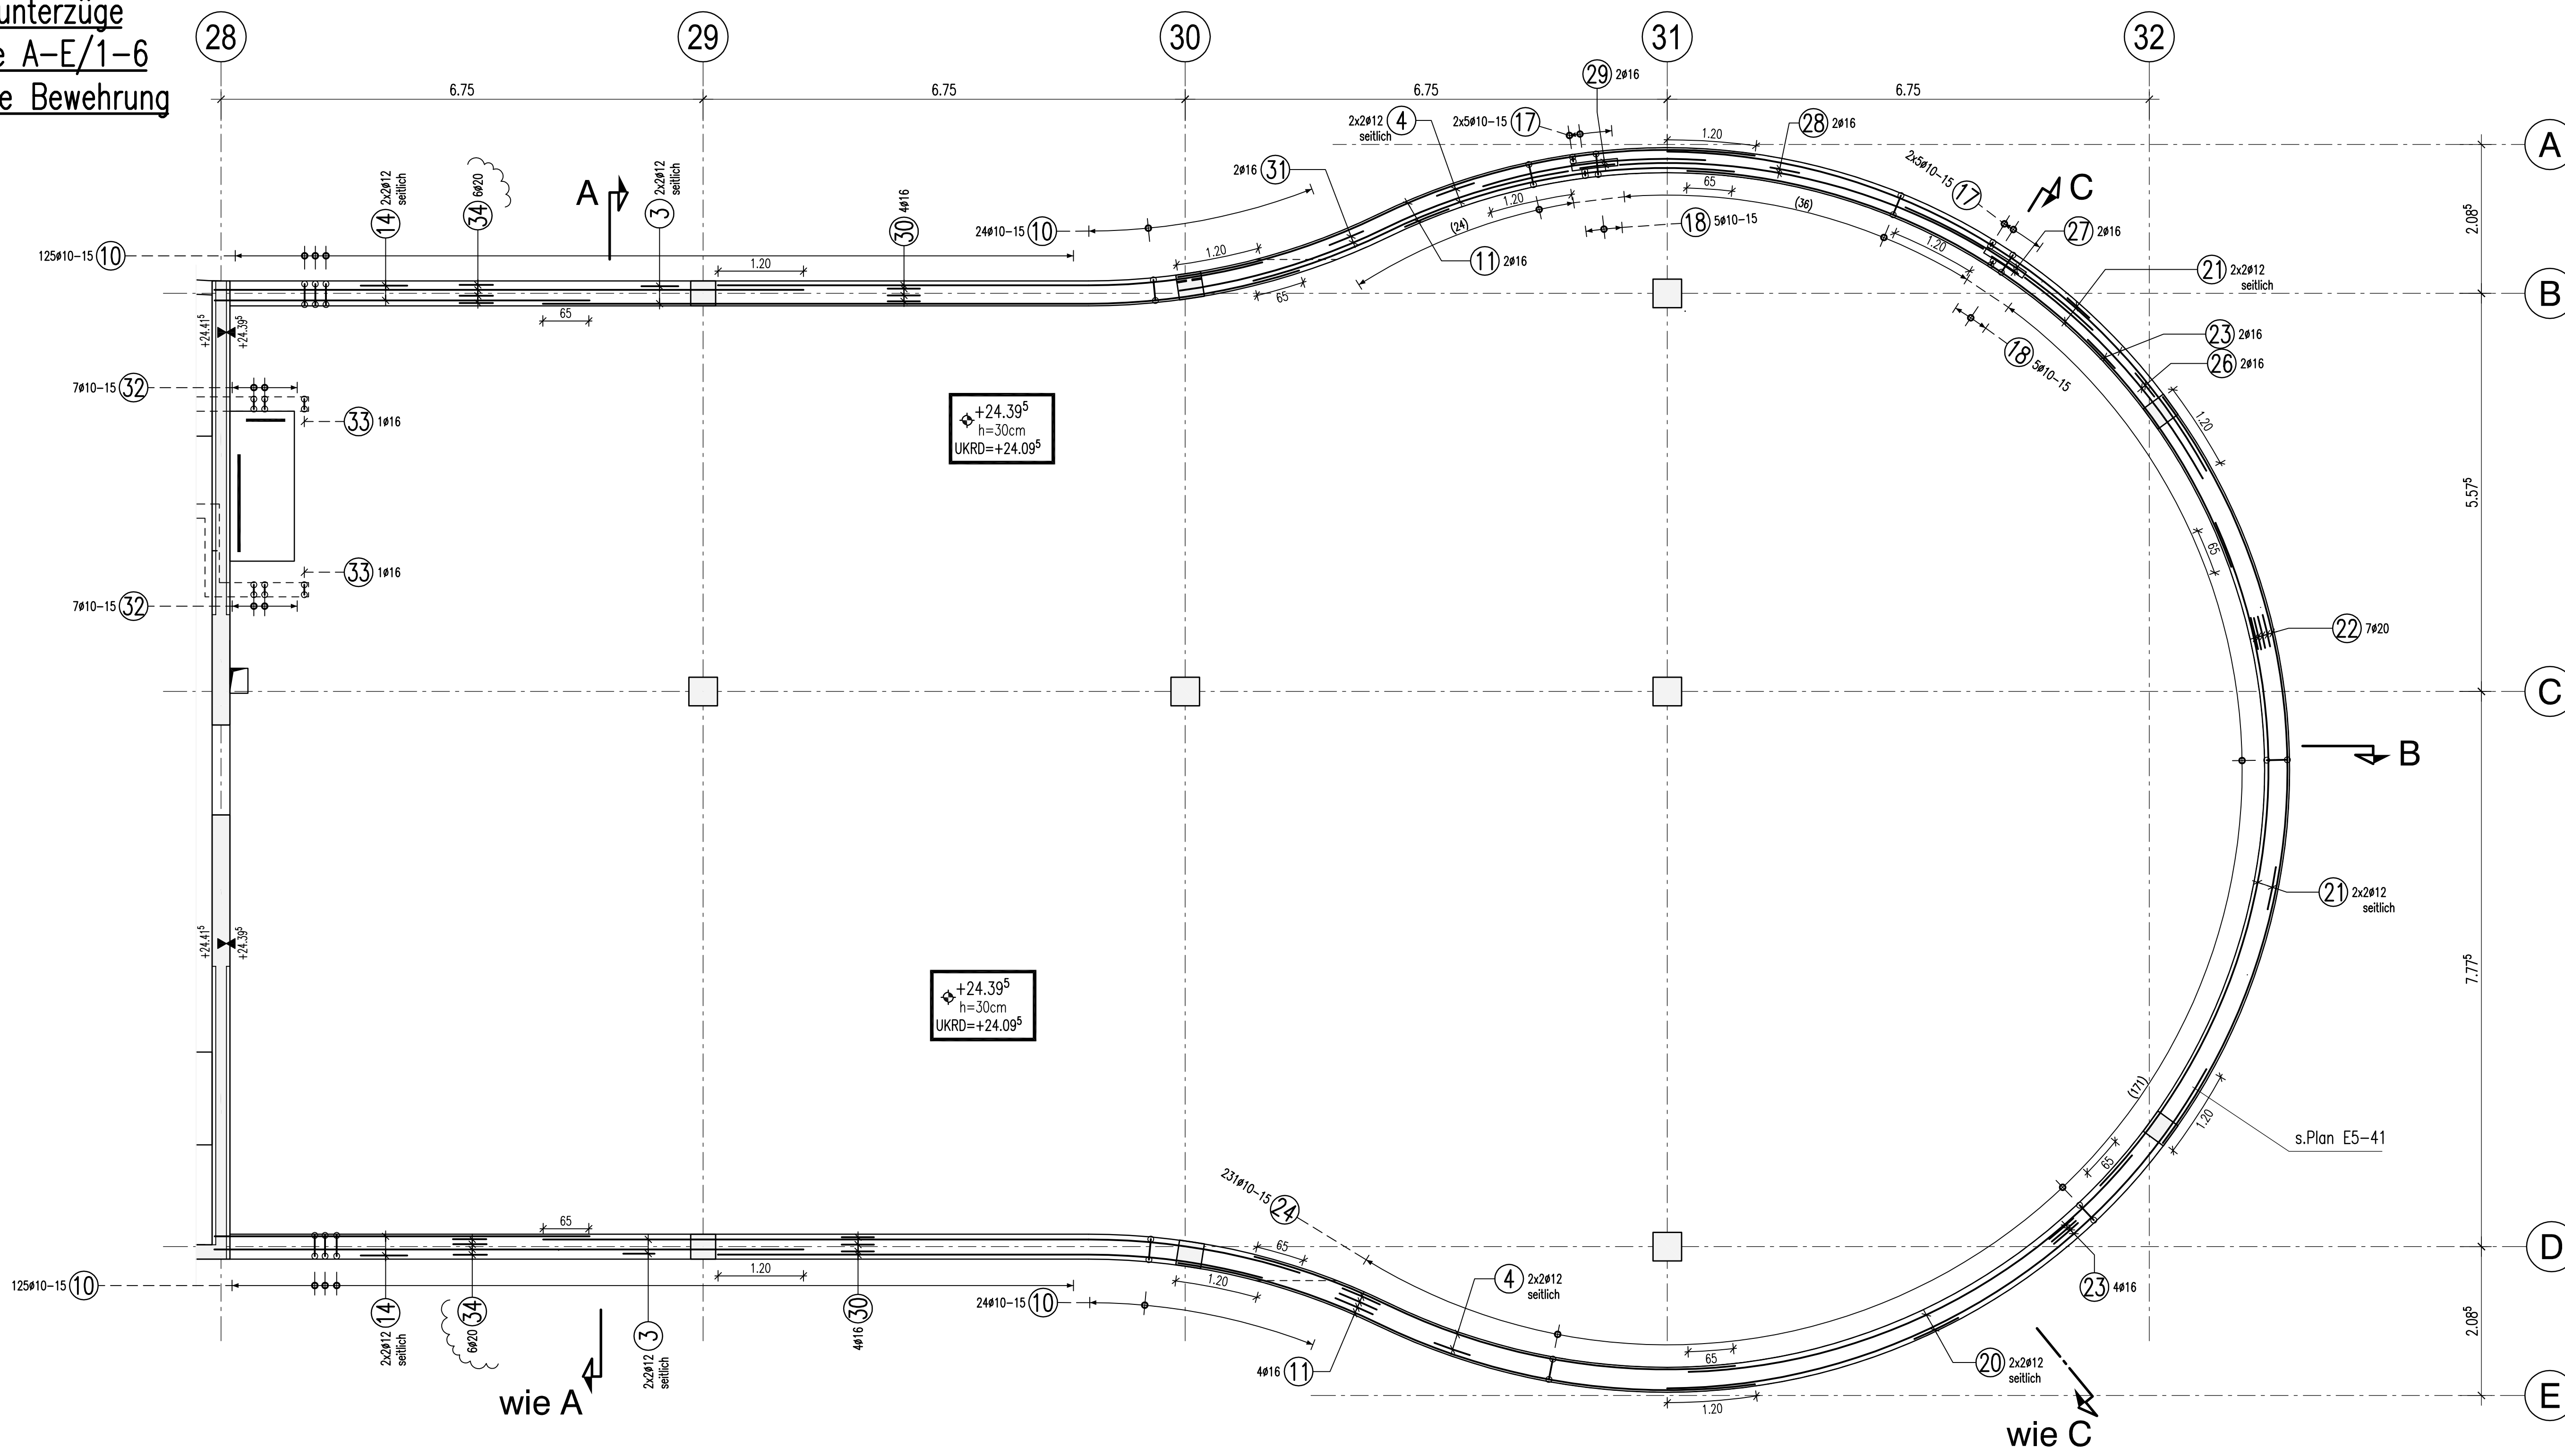 unterzüge
e A-E/1-6
e Bewehrung
28
29
30
31
32
6.75
6.75
6.75
6.75
A
B
C
D
E
2.08⁵
5.57⁵
7.77⁵
2.08⁵
29 2ø16
2x2ø12 4
seitlich
2x5ø10-15 17
28 2ø16
1.20
2ø16 31
65
2x5ø10-15 17
C
27 2ø16
14 2x2ø12
seitlich
34 6ø20
A
3 2x2ø12
seitlich
30 4ø16
24ø10-15 10
1.20
(24)
(36)
18 5ø10-15
1.20
11 2ø16
125ø10-15 10
1.20
1.20
65
65
21 2x2ø12
seitlich
23 2ø16
26 2ø16
18 5ø10-15
+24.41⁵
+24.39⁵
7ø10-15 32
33 1ø16
+24.39⁵
h=30cm
UKRD=+24.09⁵
1.20
65
33 1ø16
7ø10-15 32
22 7ø20
B
21 2x2ø12
seitlich
+24.41⁵
+24.39⁵
+24.39⁵
h=30cm
UKRD=+24.09⁵
(171)
1.20
s.Plan E5-41
65
231ø10-15 24
65
65
1.20
1.20
125ø10-15 10
24ø10-15 10
4 2x2ø12
seitlich
23 4ø16
2x2ø12 14
seitlich
6ø20 34
2x2ø12 3
seitlich
4ø16 30
4ø16 11
65
20 2x2ø12
seitlich
wie A
1.20
wie C